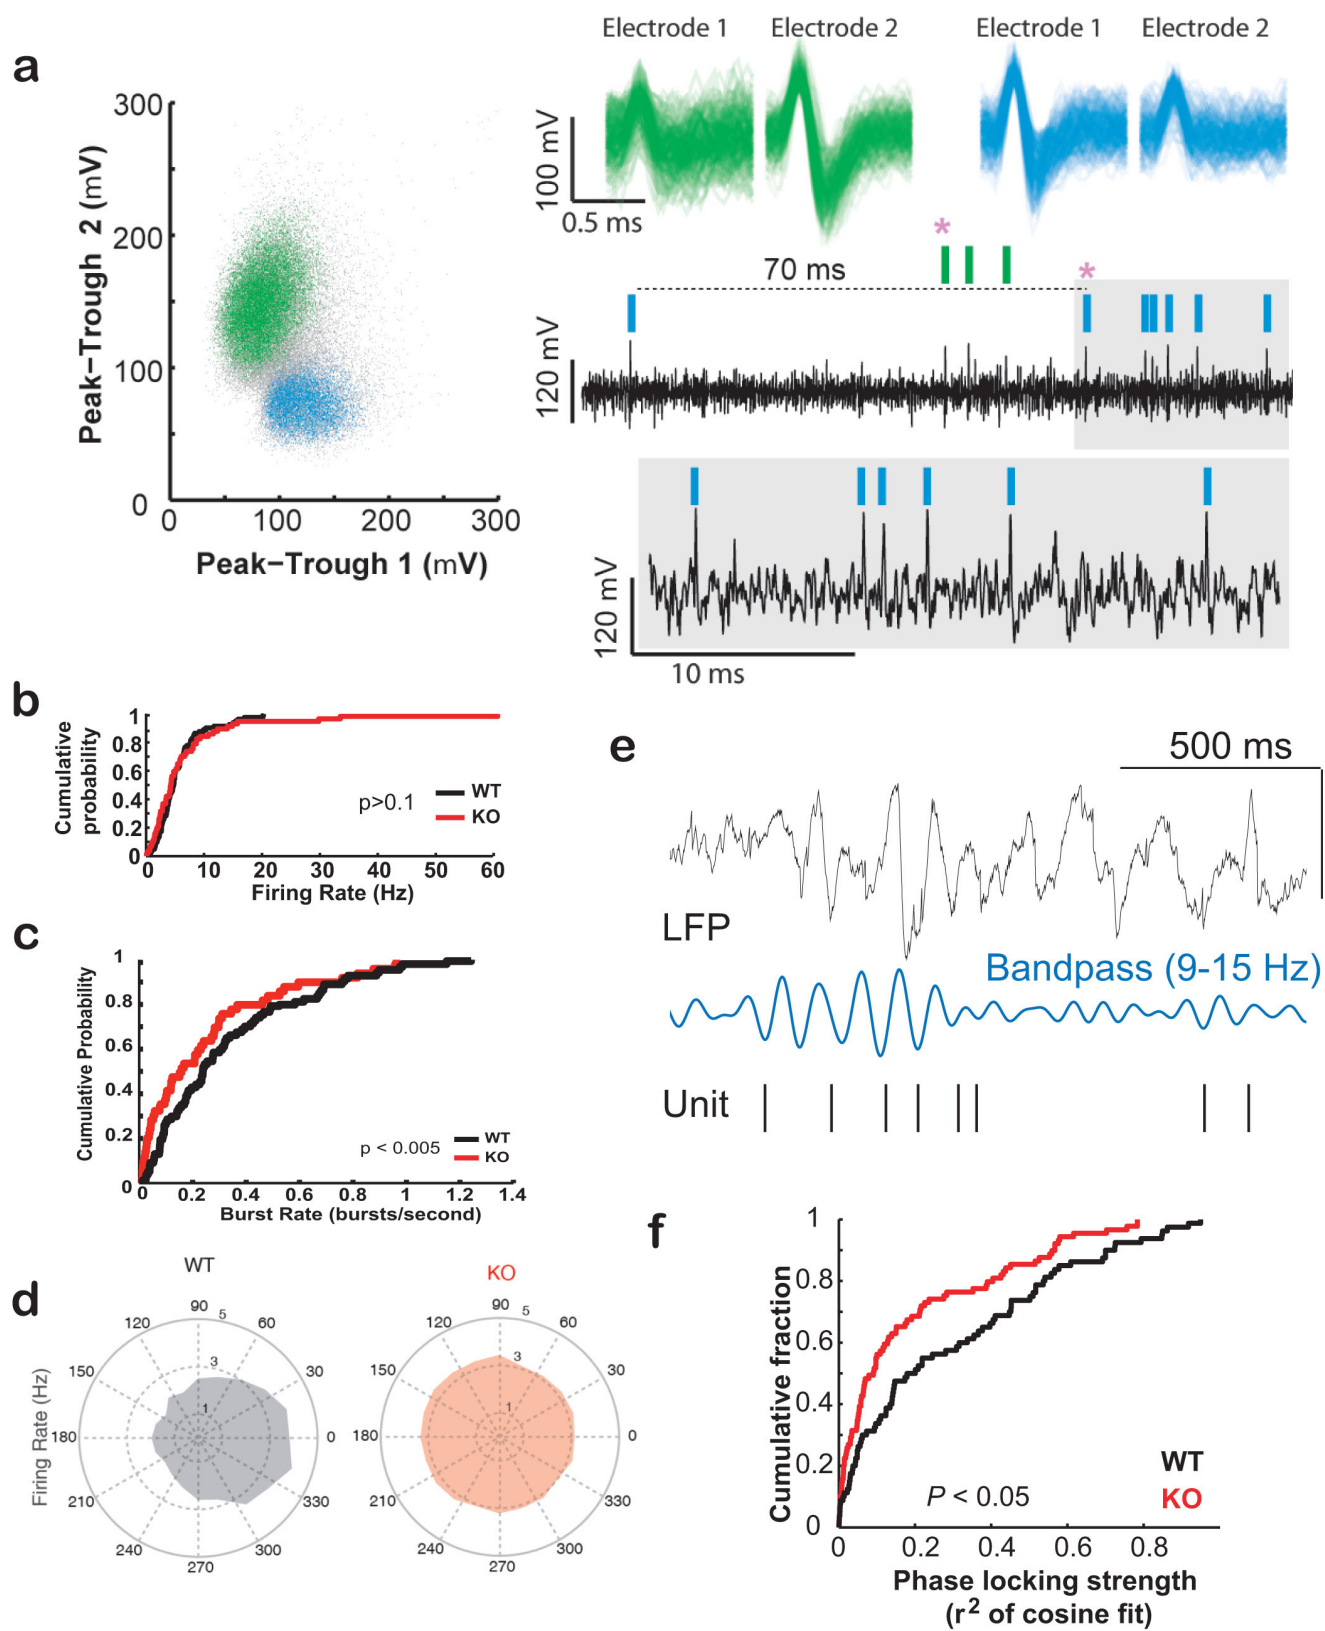 a
300
200
100
0
0
100
200
300
Peak−Trough 2 (mV)
Peak−Trough 1 (mV)
Electrode 1
Electrode 2
Electrode 1
Electrode 2
100 mV
0.5 ms
*
70 ms
*
120 mV
120 mV
10 ms
b
Cumulative
probability
1
0.8
0.6
0.4
0.2
0
0
10
20
30
40
50
60
p>0.1
WT
KO
Firing Rate (Hz)
c
Cumulative Probability
1
0.8
0.6
0.4
0.2
0
0
0.2
0.4
0.6
0.8
1
1.2
1.4
p < 0.005
WT
KO
Burst Rate (bursts/second)
d
WT
Firing Rate (Hz)
90
5
60
30
0
330
300
270
240
210
180
150
120
3
1
KO
90
5
60
30
0
330
300
270
240
210
180
150
120
3
1
e
500 ms
LFP
Bandpass (9-15 Hz)
Unit
f
Cumulative fraction
1
0.8
0.6
0.4
0.2
0
0
0.2
0.4
0.6
0.8
P < 0.05
WT
KO
Phase locking strength
(r² of cosine fit)